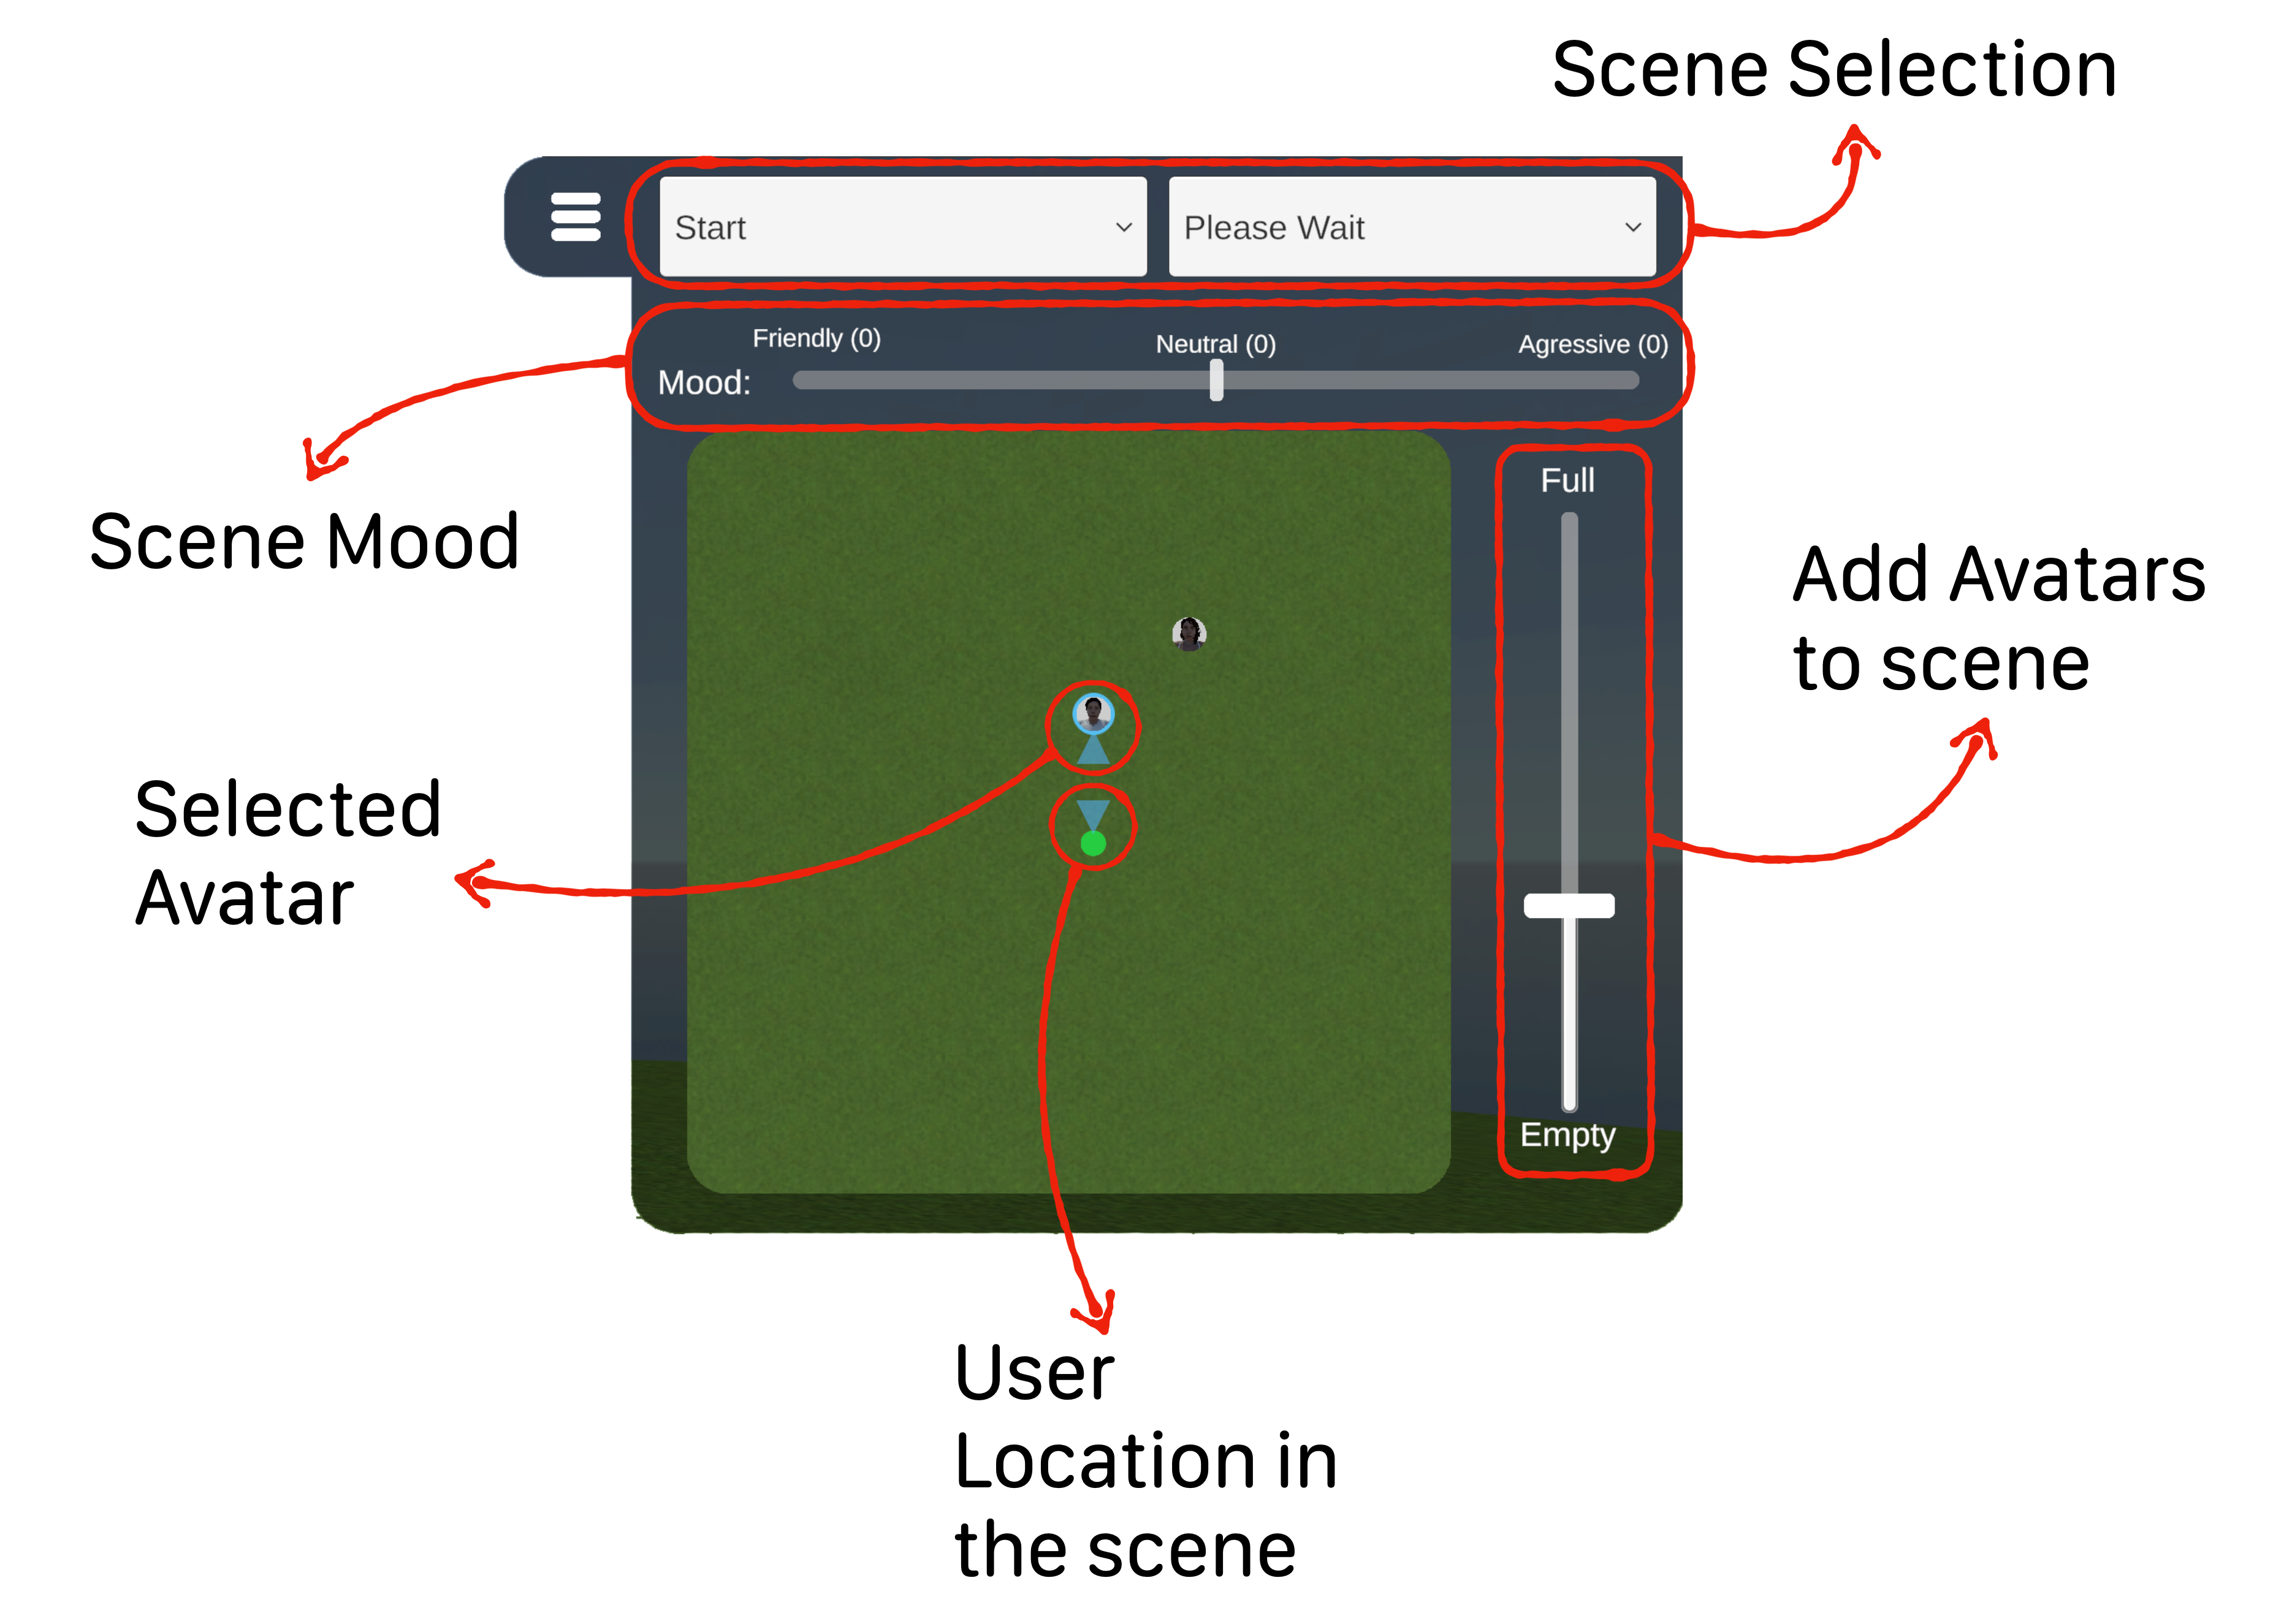 Scene Selection
Start
Please Wait
Friendly (0)
Neutral (0)
Agressive (0)
Mood:
Scene Mood
Full
Add Avatars
to scene
Selected
Avatar
Empty
User
Location in
the scene